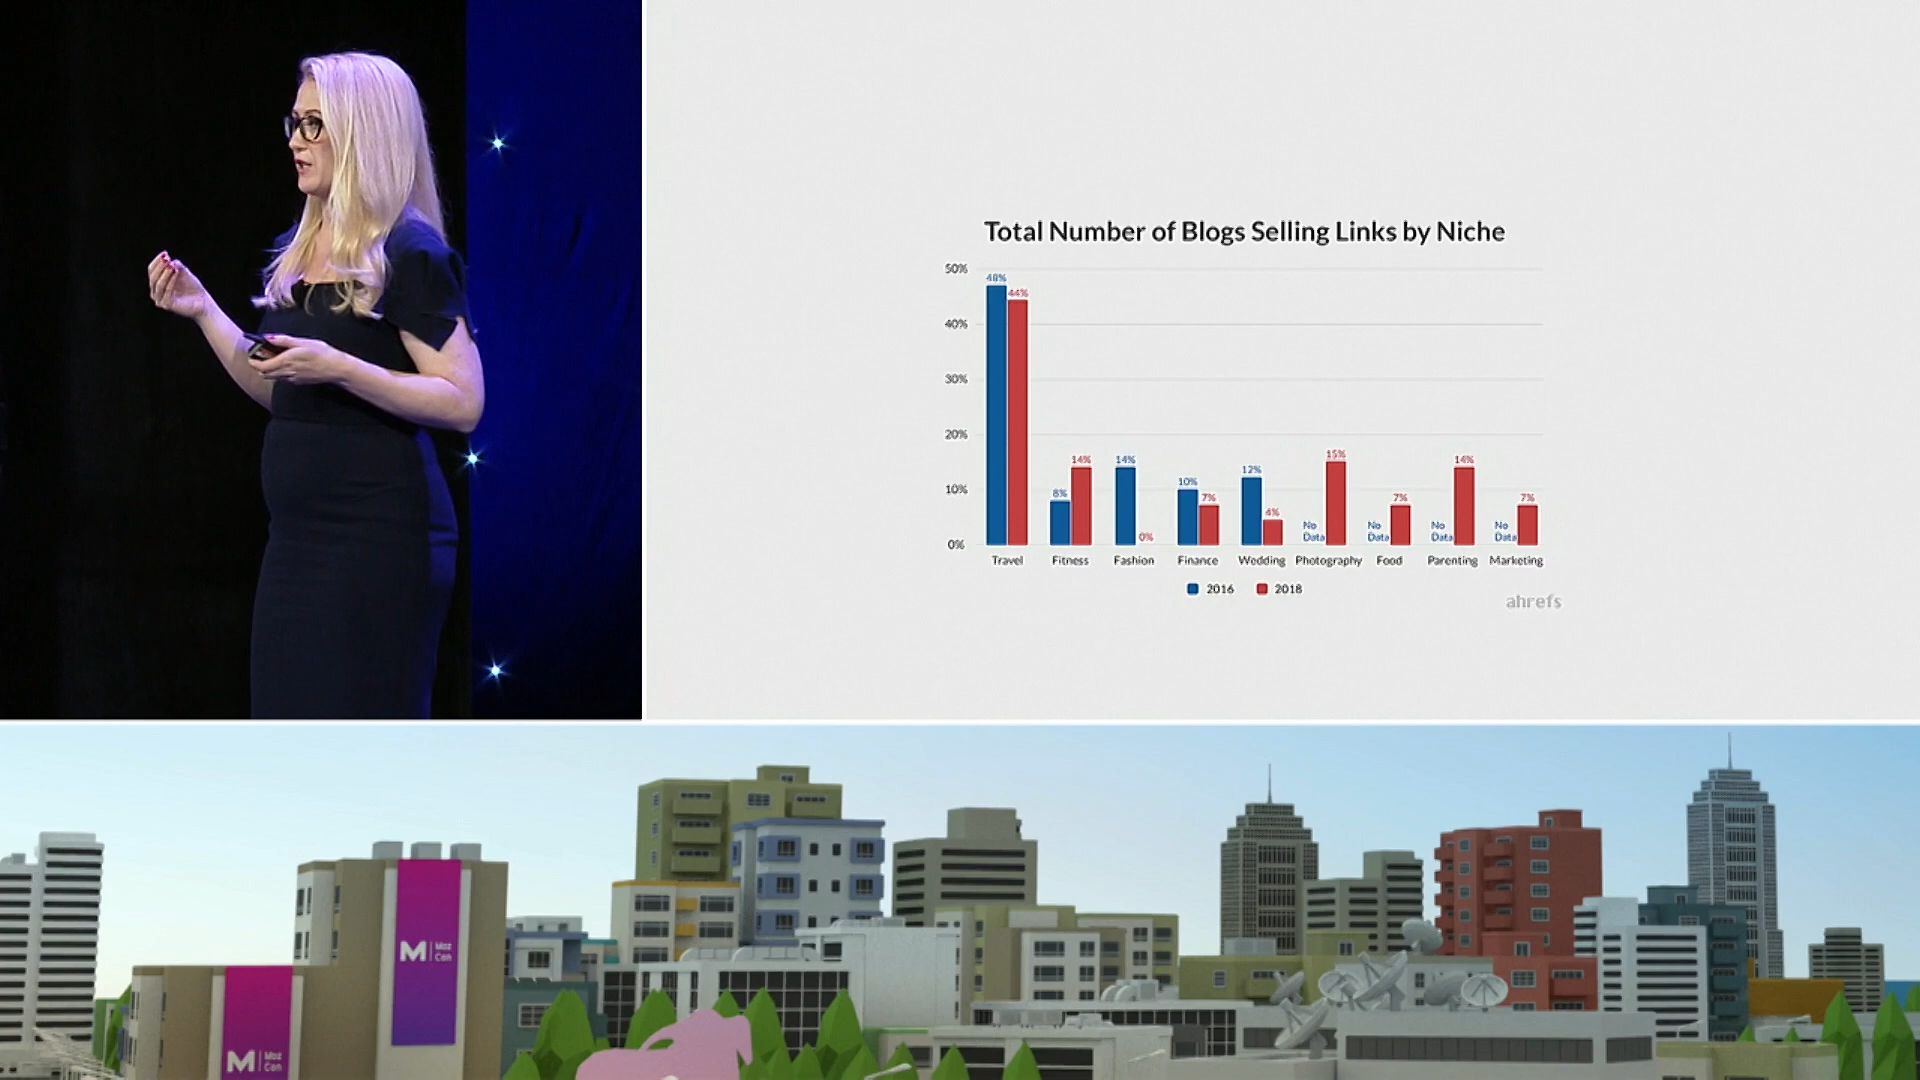 Total Number of Blogs Selling Links by Niche
50%
40%
30%
20%
10%
0%
48%
44%
8%
14%
14%
0%
10%
7%
12%
4%
No
Data
15%
No
Data
7%
No
Data
14%
No
Data
7%
Travel
Fitness
Fashion
Finance
Wedding
Photography
Food
Parenting
Marketing
2016
2018
ahrefs
M Moz
Con
M Moz
Con